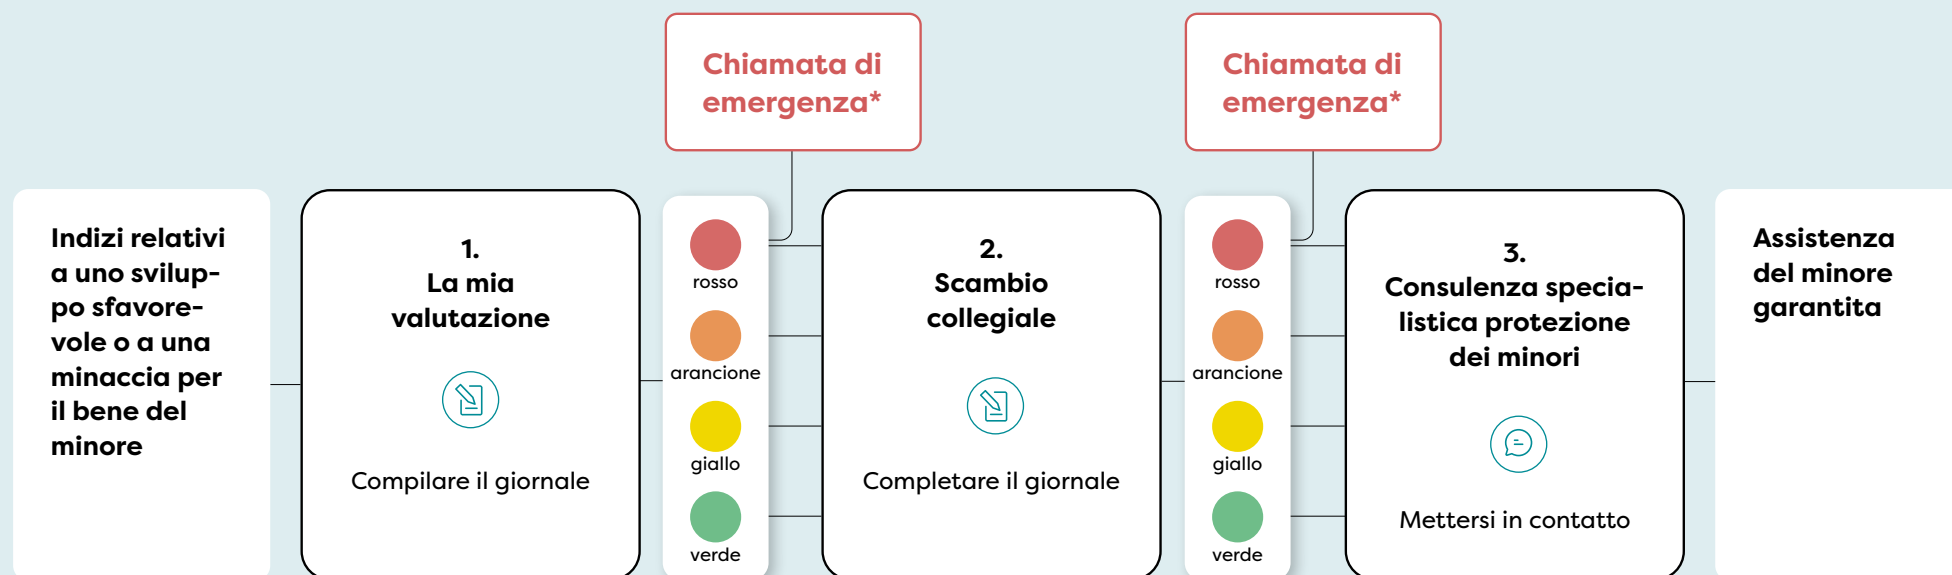 Chiamata di
emergenza*
Chiamata di
emergenza*
Indizi relativi
a uno svilup-
po sfavore-
vole o a una
minaccia per
il bene del
minore
1.
La mia
valutazione
Compilare il giornale
rosso
arancione
giallo
verde
2.
Scambio
collegiale
Completare il giornale
rosso
arancione
giallo
verde
3.
Consulenza specia-
listica protezione
dei minori
Mettersi in contatto
Assistenza
del minore
garantita